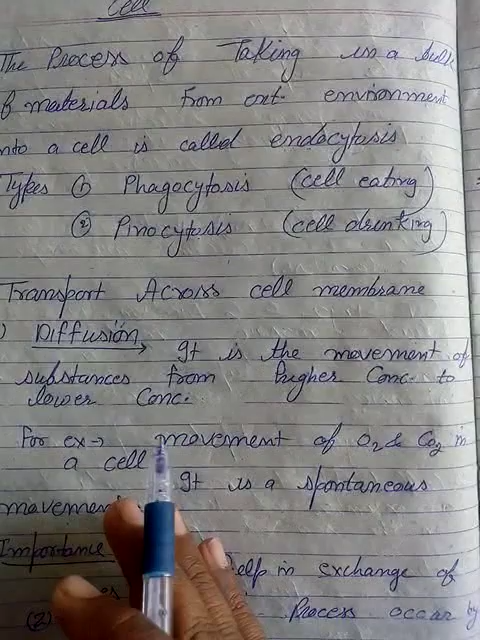 Cell
The Process of Taking in a bulk
of materials from out environment
into a cell is called endocytosis
Types ① Phagocytosis (cell eating)
② Pinocytosis (cell drinking)
Transport Across cell membrane
) Diffusion → It is the movement of
substances from higher Conc. to
lower Conc.
For ex → movement of O2 & CO2 in
a cell
It is a spontaneous
movement
Importance Help in exchange of
(2) Process occur by